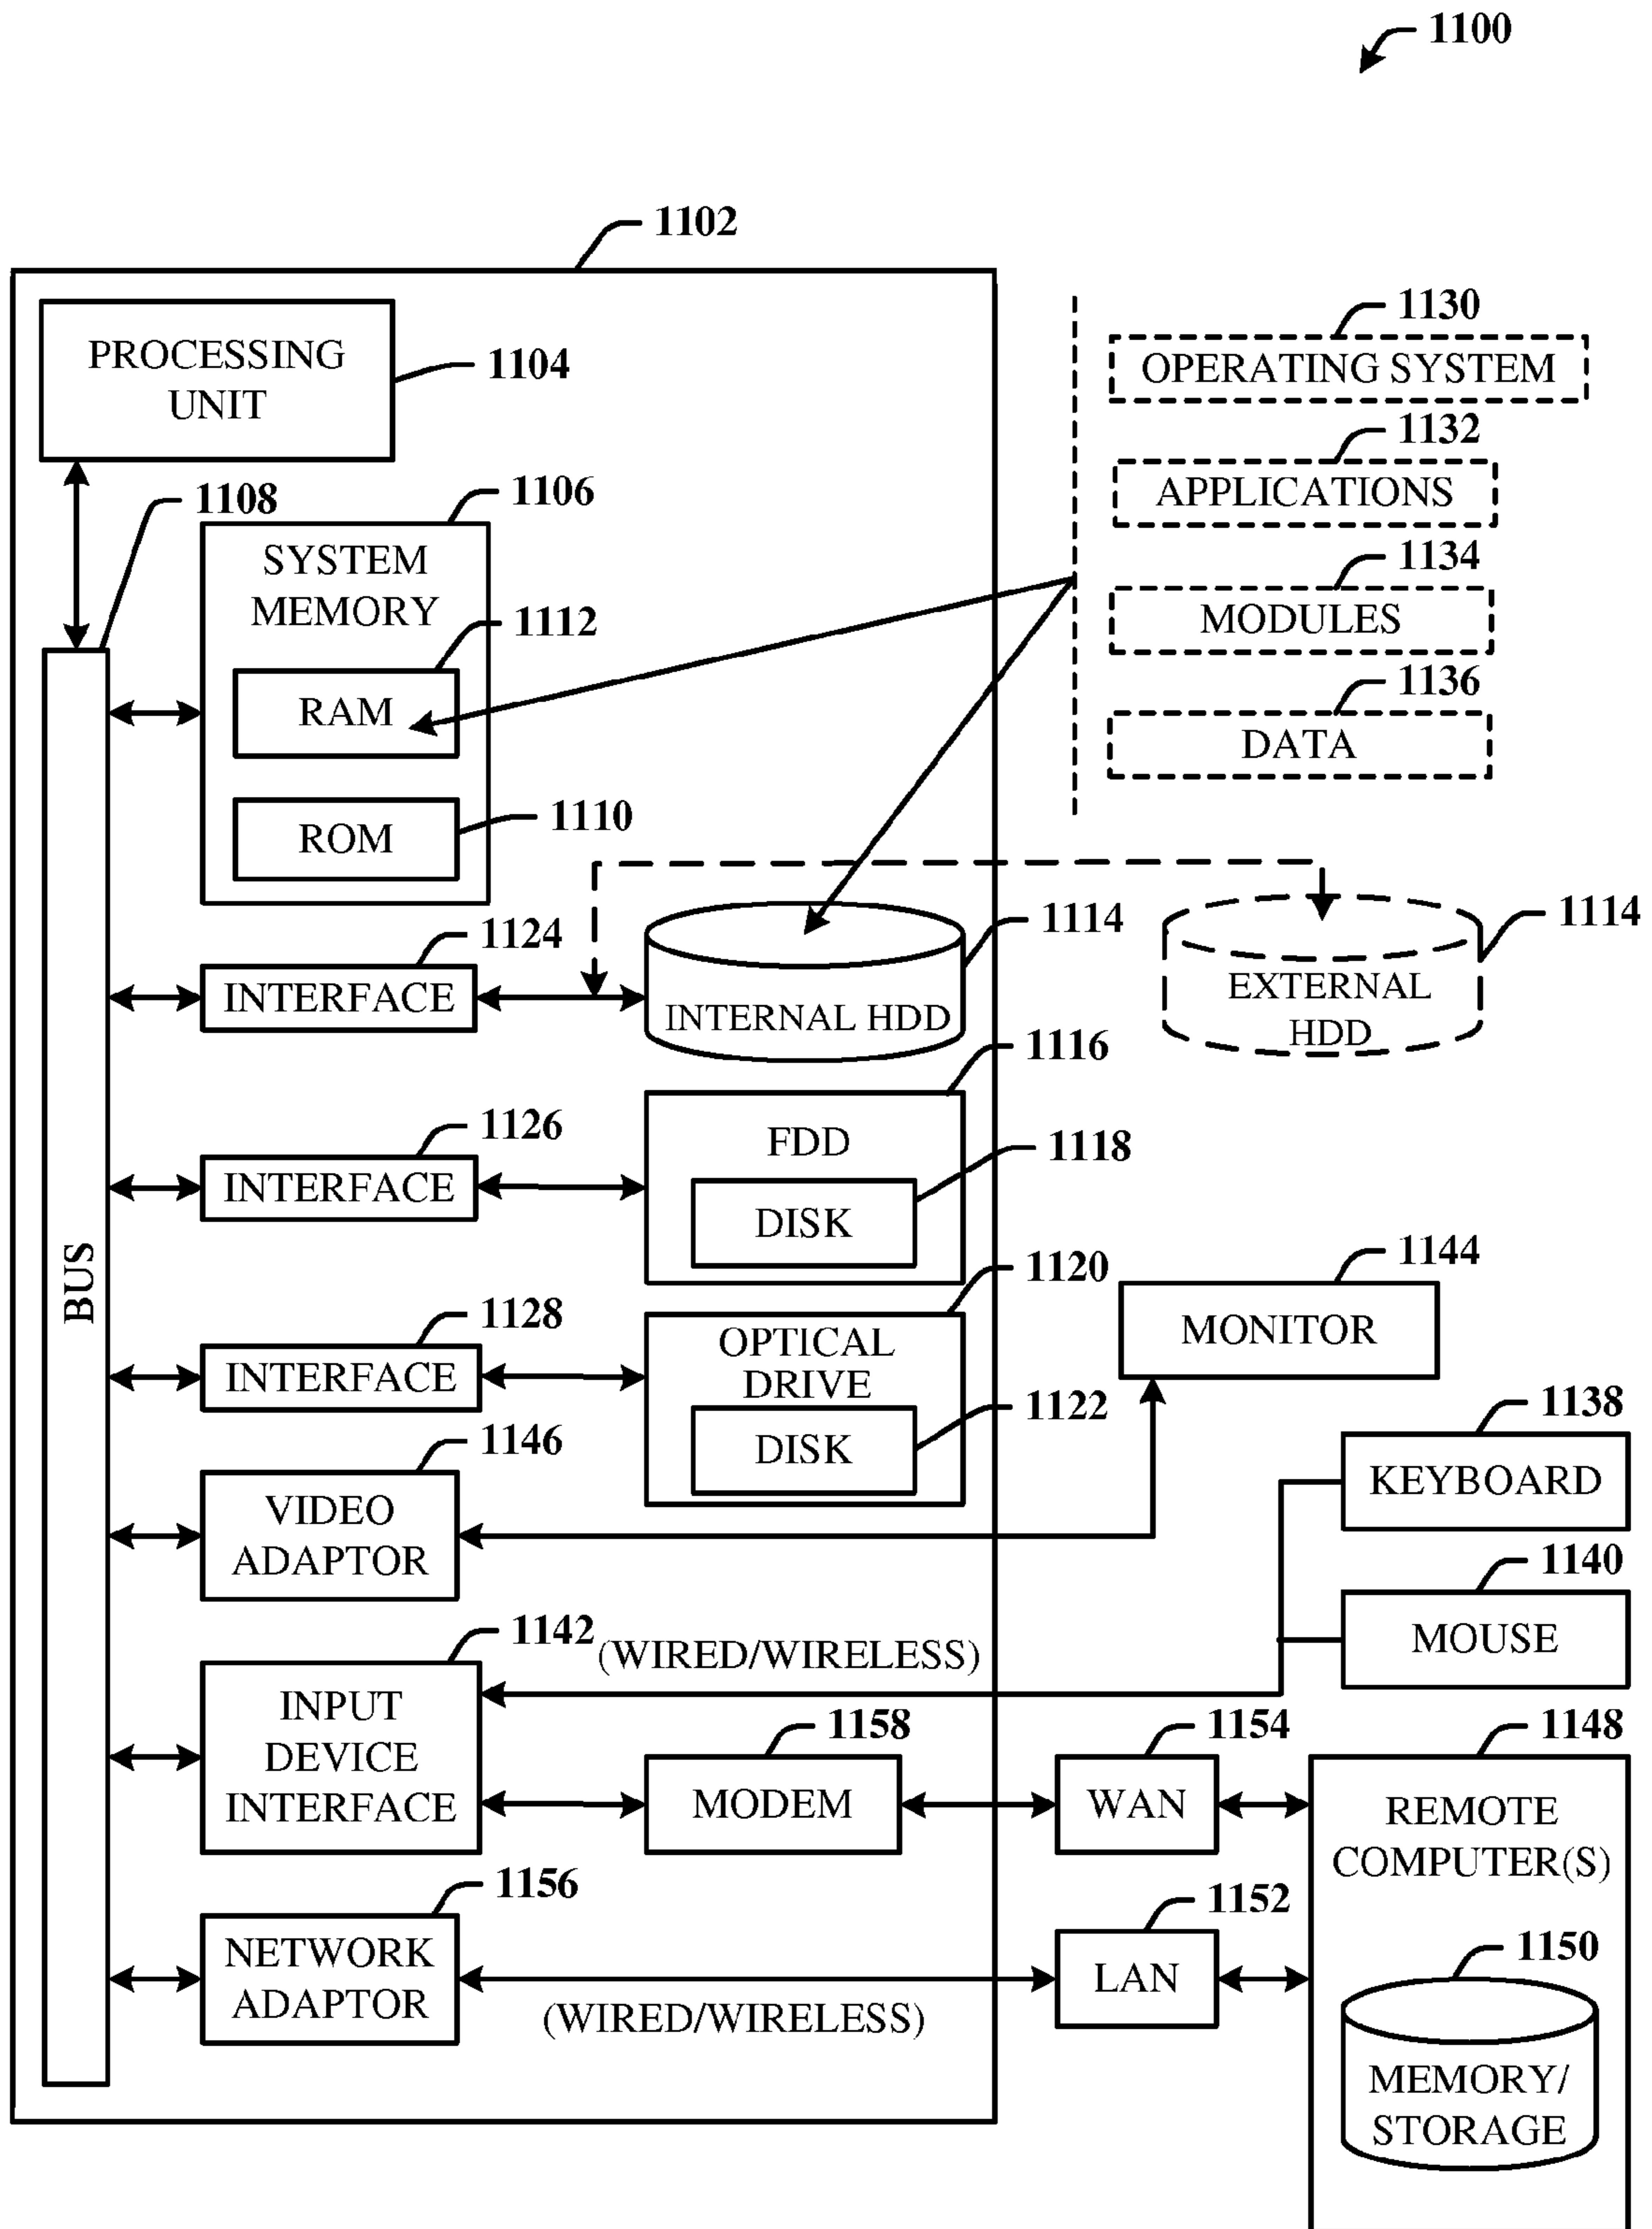 1100
1102
PROCESSING
UNIT
1104
1130
OPERATING SYSTEM
1132
APPLICATIONS
1134
MODULES
1136
DATA
1108
1106
SYSTEM
MEMORY
1112
RAM
1110
ROM
1124
INTERFACE
1114
INTERNAL HDD
1114
EXTERNAL
HDD
1116
FDD
1126
INTERFACE
1118
DISK
BUS
1120
OPTICAL
DRIVE
1128
INTERFACE
1122
DISK
1144
MONITOR
1138
KEYBOARD
1146
VIDEO
ADAPTOR
1140
MOUSE
1142
(WIRED/WIRELESS)
INPUT
DEVICE
INTERFACE
1158
MODEM
1154
WAN
1148
REMOTE
COMPUTER(S)
1156
NETWORK
ADAPTOR
(WIRED/WIRELESS)
1152
LAN
1150
MEMORY/
STORAGE